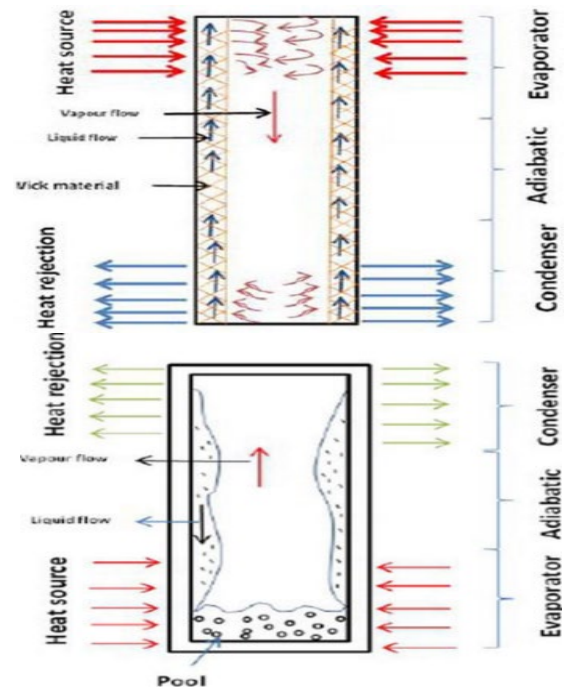 Heat source
Evaporator
Vapour flow
Liquid flow
Adiabatic
Wick material
Heat rejection
Condenser
Heat rejection
Condenser
Vapour flow
Adiabatic
Liquid flow
Heat source
Evaporator
Pool